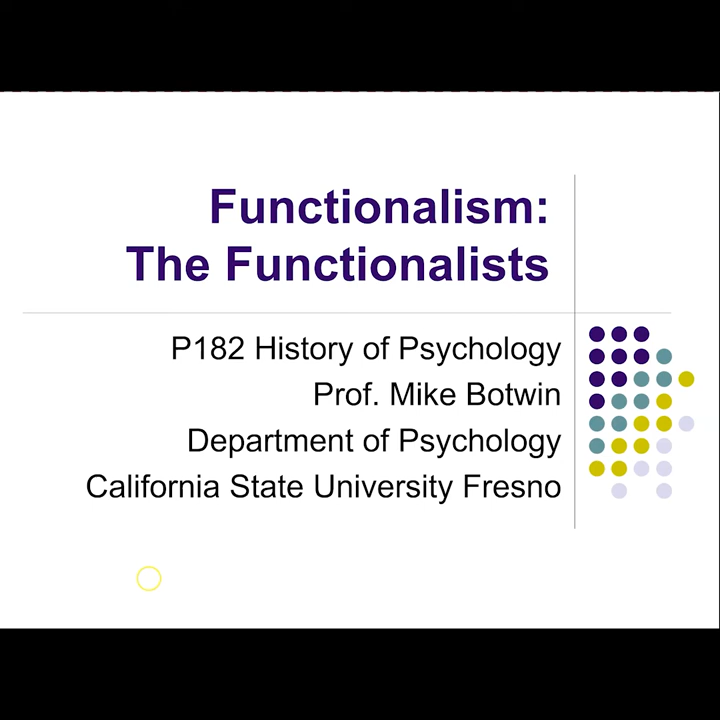 Functionalism:
The Functionalists
P182 History of Psychology
Prof. Mike Botwin
Department of Psychology
California State University Fresno